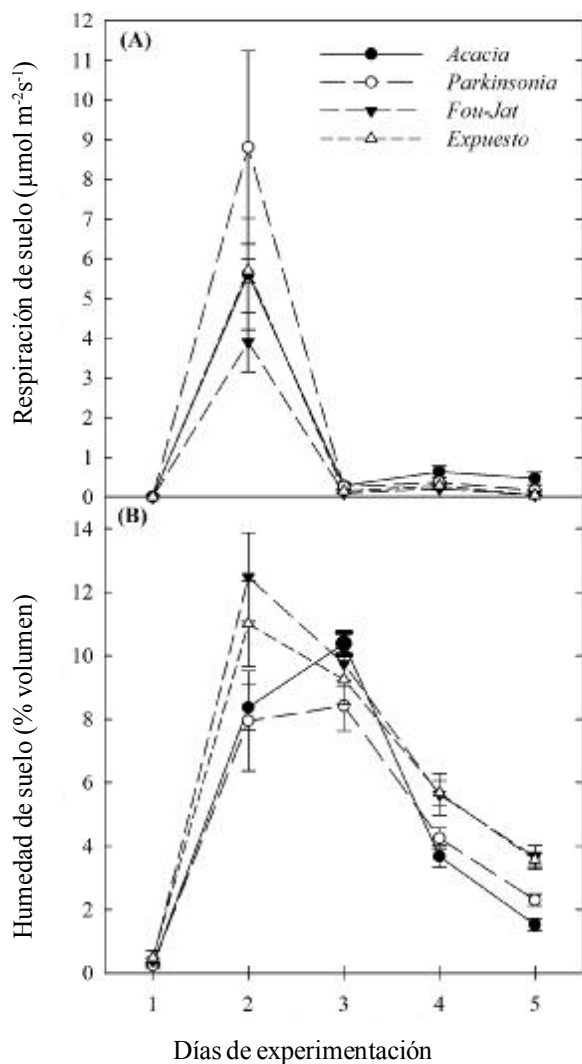 (A)
Acacia
Parkinsonia
Fou-Jat
Expuesto
Respiración de suelo (µmol m⁻²s⁻¹)
12
11
10
9
8
7
6
5
4
3
2
1
0
(B)
Humedad de suelo (% volumen)
14
12
10
8
6
4
2
0
1 2 3 4 5
Días de experimentación